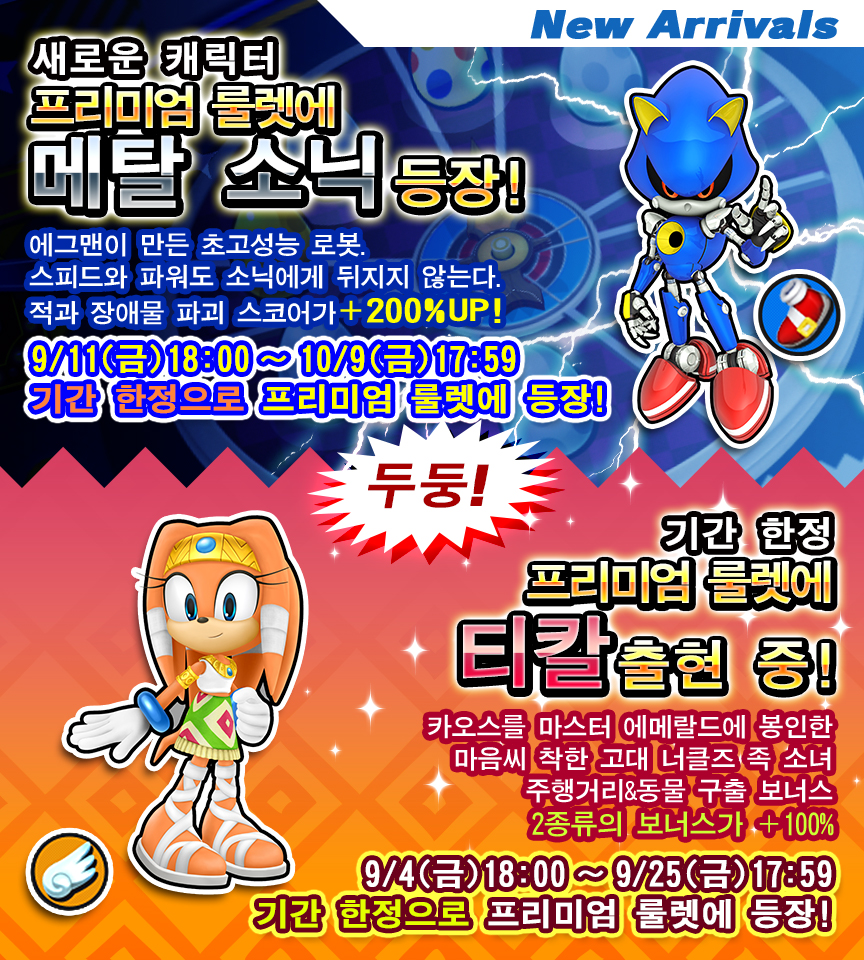 New Arrivals
새로운 캐릭터
프리미엄 룰렛에
메탈 소닉 등장!
에그맨이 만든 초고성능 로봇.
스피드와 파워도 소닉에게 뒤지지 않는다.
적과 장애물 파괴 스코어가+200%UP!
9/11(금)18:00 ~ 10/9(금)17:59
기간 한정으로 프리미엄 룰렛에 등장!
두둥!
기간 한정
프리미엄 룰렛에
티칼 출현 중!
카오스를 마스터 에메랄드에 봉인한
마음씨 착한 고대 너클즈 족 소녀
주행거리&동물 구출 보너스
2종류의 보너스가 +100%
9/4(금)18:00 ~ 9/25(금)17:59
기간 한정으로 프리미엄 룰렛에 등장!